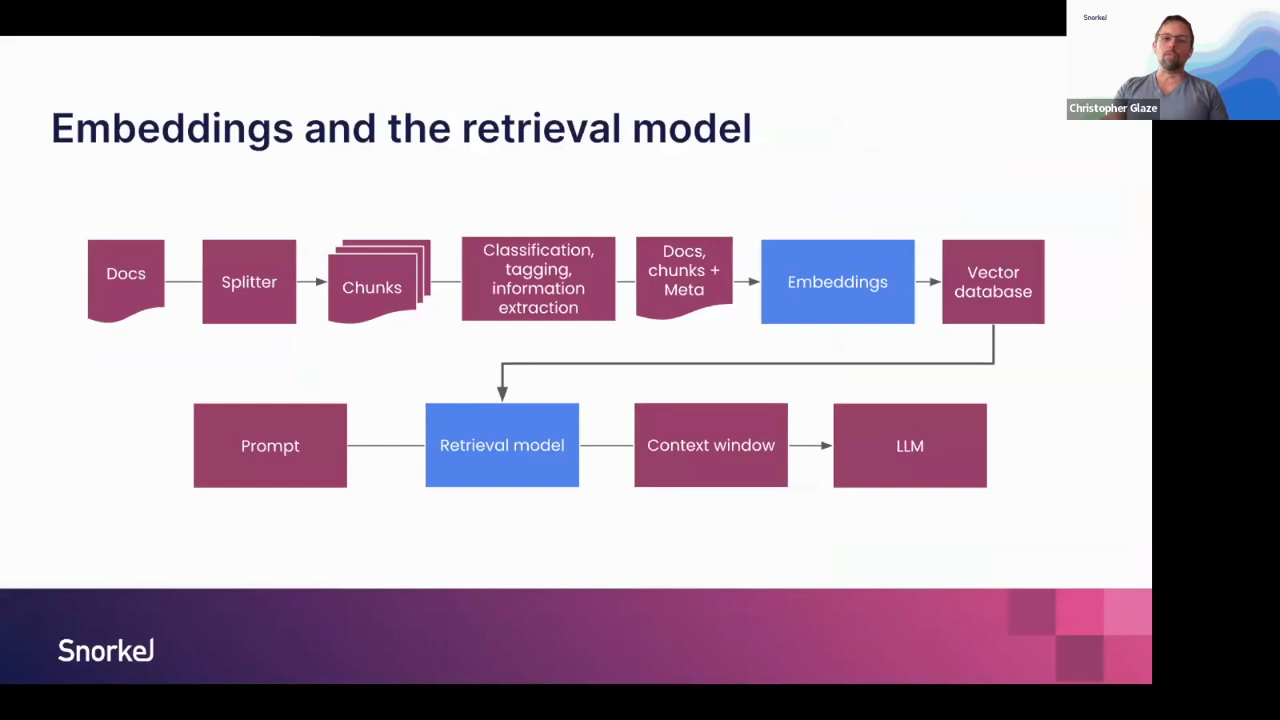 Snorkel
Christopher Glaze
Embeddings and the retrieval model
Docs
Splitter
Chunks
Classification,
tagging,
information
extraction
Docs,
chunks +
Meta
Embeddings
Vector
database
Prompt
Retrieval model
Context window
LLM
Snorkel